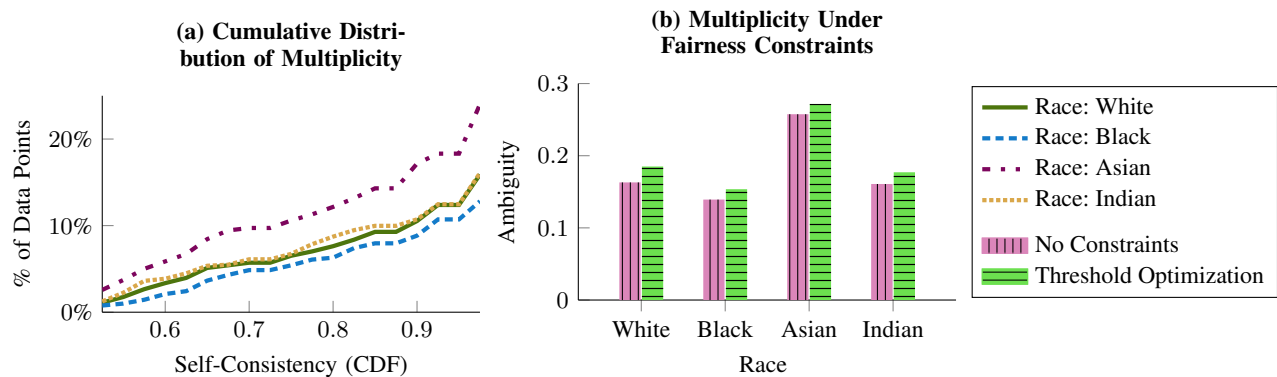 (a) Cumulative Distri-
bution of Multiplicity
% of Data Points
20%
10%
0%
0.6
0.7
0.8
0.9
Self-Consistency (CDF)
(b) Multiplicity Under
Fairness Constraints
Ambiguity
0.3
0.2
0.1
0
White
Black
Asian
Indian
Race
Race: White
Race: Black
Race: Asian
Race: Indian
No Constraints
Threshold Optimization